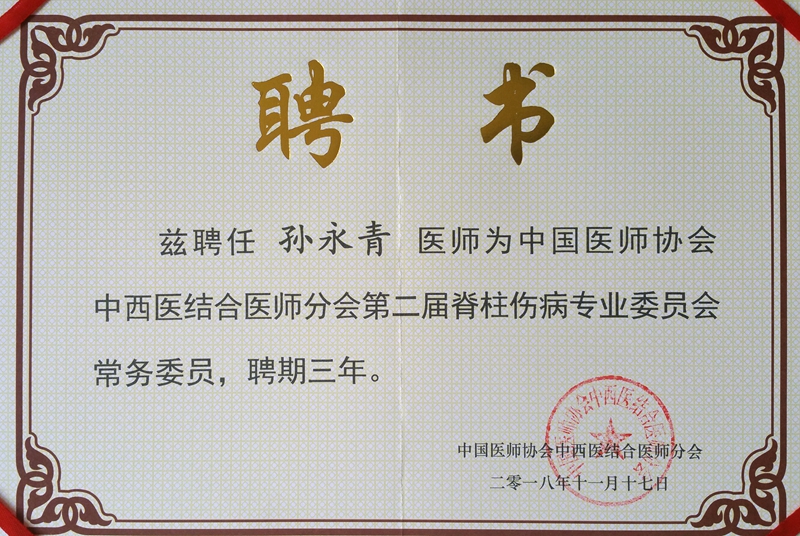 聘 书
兹聘任 孙永青 医师为中国医师协会
中西医结合医师分会第二届脊柱伤病专业委员会
常务委员，聘期三年。
中国医师协会中西医结合医师分会
二零一八年十一月十七日